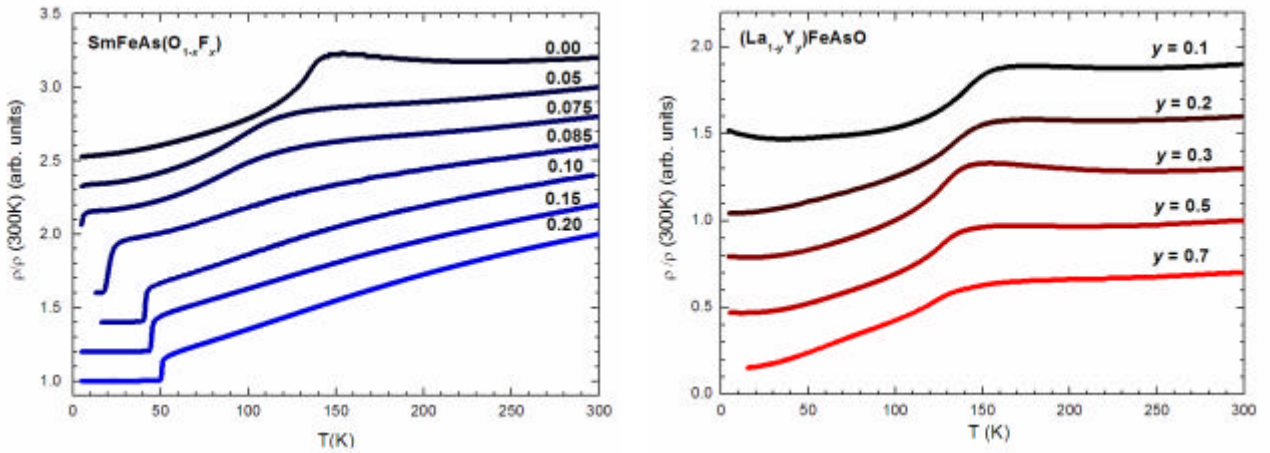 SmFeAs(O1-xFx)
0.00
0.05
0.075
0.085
0.10
0.15
0.20
3.5
3.0
2.5
2.0
1.5
1.0
ρ/ρ (300K) (arb. units)
0 50 100 150 200 250 300
T(K)
(La1-yYy)FeAsO
y = 0.1
y = 0.2
y = 0.3
y = 0.5
y = 0.7
2.0
1.5
1.0
0.5
0.0
ρ/ρ (300K) (arb. units)
0 50 100 150 200 250 300
T (K)